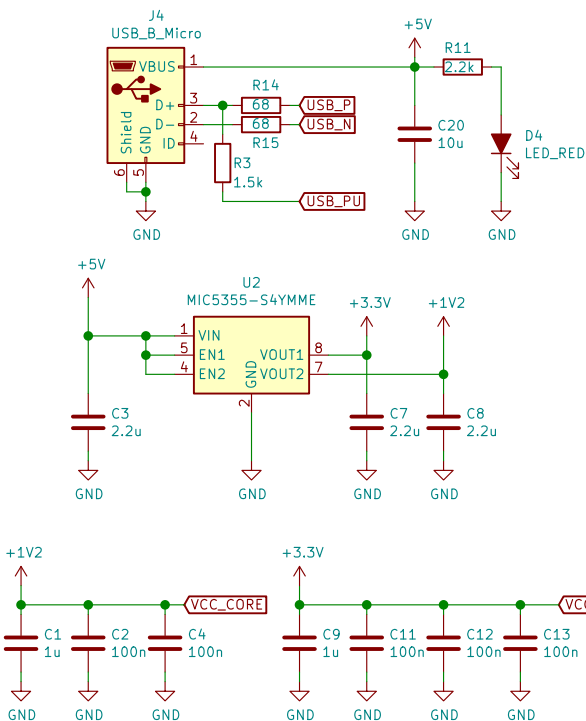 J4
USB_B_Micro
VBUS 1
D+ 3
D- 2
ID 4
Shield
GND
6
5
GND
R14
68
USB_P
68
USB_N
R15
R3
1.5k
USB_PU
+5V
R11
2.2k
C20
10u
GND
D4
LED_RED
GND
+5V
U2
MIC5355-S4YMME
1 VIN
5 EN1
4 EN2
VOUT1 8
VOUT2 7
GND
2
+3.3V
+1V2
C3
2.2u
C7
2.2u
C8
2.2u
GND
GND
GND
GND
+1V2
VCC_CORE
C1
1u
C2
100n
C4
100n
GND
GND
GND
+3.3V
VCC
C9
1u
C11
100n
C12
100n
C13
100n
GND
GND
GND
GND